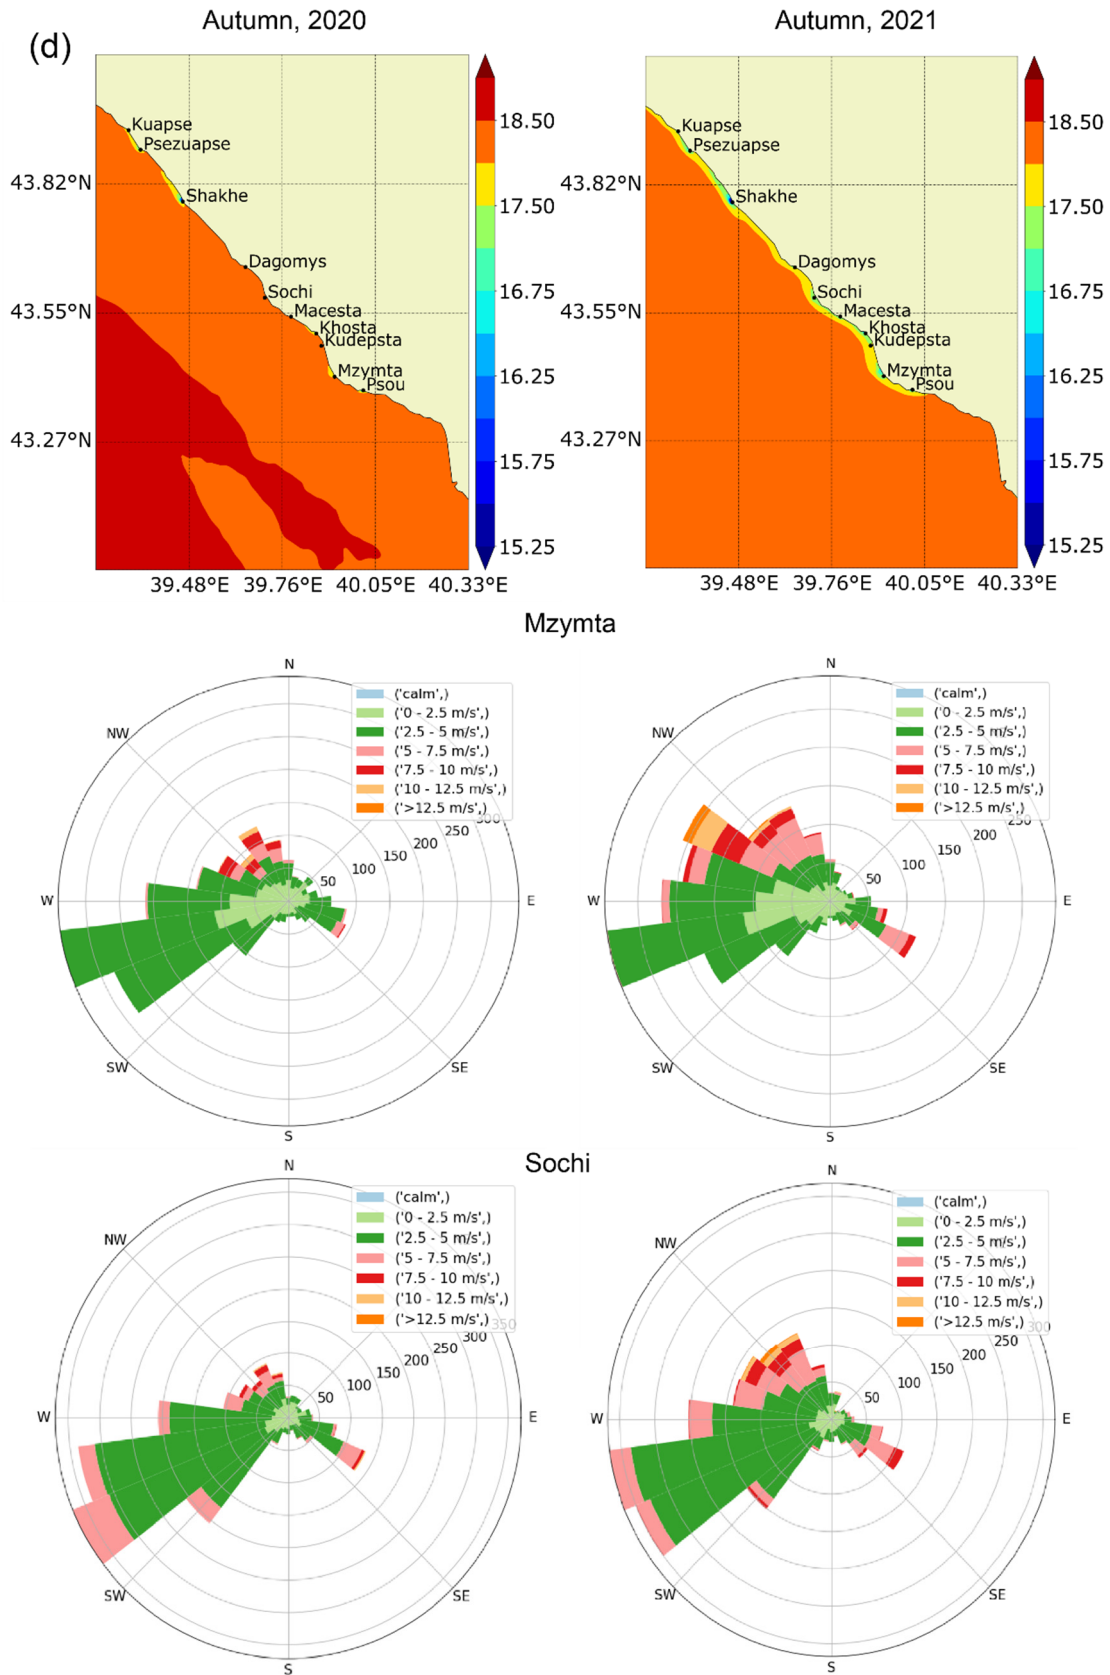 Autumn, 2020
Autumn, 2021
(d)
Kuapse
Psezuapse
Shakhe
Dagomys
Sochi
Macesta
Khosta
Kudepsta
Mzymta
Psou
43.82°N
43.55°N
43.27°N
39.48°E 39.76°E 40.05°E 40.33°E
18.50
17.50
16.75
16.25
15.75
15.25
Kuapse
Psezuapse
Shakhe
Dagomys
Sochi
Macesta
Khosta
Kudepsta
Mzymta
Psou
43.82°N
43.55°N
43.27°N
39.48°E 39.76°E 40.05°E 40.33°E
18.50
17.50
16.75
16.25
15.75
15.25
Mzymta
N
NW
W
SW
S
SE
E
('calm',)
('0 - 2.5 m/s',)
('2.5 - 5 m/s',)
('5 - 7.5 m/s',)
('7.5 - 10 m/s',)
('10 - 12.5 m/s',)
('>12.5 m/s',)
50
100
150
200
250
300
N
NW
W
SW
S
SE
E
('calm',)
('0 - 2.5 m/s',)
('2.5 - 5 m/s',)
('5 - 7.5 m/s',)
('7.5 - 10 m/s',)
('10 - 12.5 m/s',)
('>12.5 m/s',)
50
100
150
200
250
Sochi
N
NW
W
SW
S
SE
E
('calm',)
('0 - 2.5 m/s',)
('2.5 - 5 m/s',)
('5 - 7.5 m/s',)
('7.5 - 10 m/s',)
('10 - 12.5 m/s',)
('>12.5 m/s',)
50
100
150
200
250
300
350
N
NW
W
SW
S
SE
E
('calm',)
('0 - 2.5 m/s',)
('2.5 - 5 m/s',)
('5 - 7.5 m/s',)
('7.5 - 10 m/s',)
('10 - 12.5 m/s',)
('>12.5 m/s',)
50
100
150
200
250
300